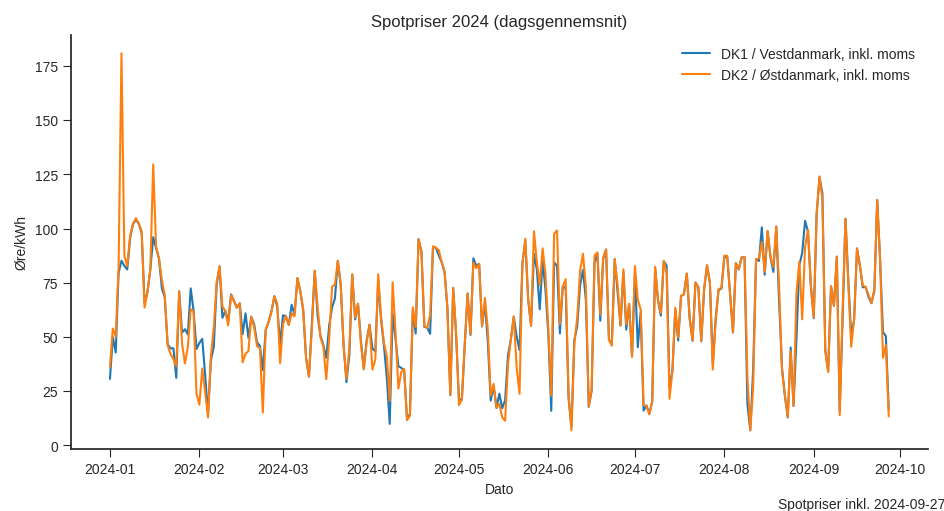 Spotpriser 2024 (dagsgennemsnit)
DK1 / Vestdanmark, inkl. moms
DK2 / Østdanmark, inkl. moms
Øre/kWh
175
150
125
100
75
50
25
0
2024-01 2024-02 2024-03 2024-04 2024-05 2024-06 2024-07 2024-08 2024-09 2024-10
Dato
Spotpriser inkl. 2024-09-27